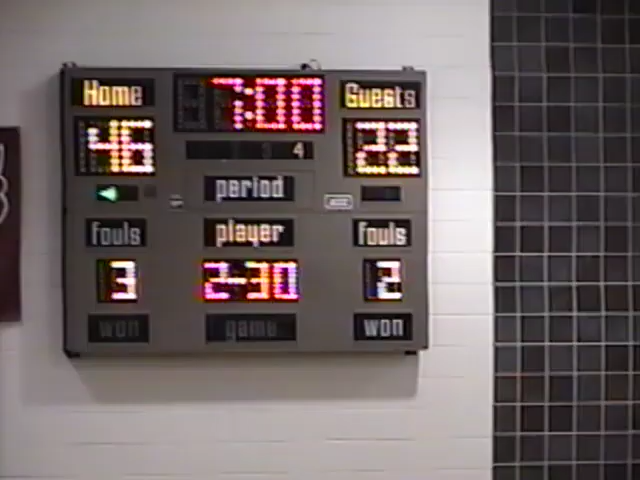 Home 7:00 Guests
46 4 22
period
fouls player fouls
3 2-30 2
won game won